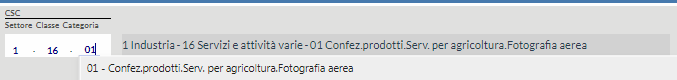 CSC
Settore Classe Categoria
1 - 16 - 01 1 Industria - 16 Servizi e attività varie - 01 Confez.prodotti.Serv. per agricoltura.Fotografia aerea
01 - Confez.prodotti.Serv. per agricoltura.Fotografia aerea